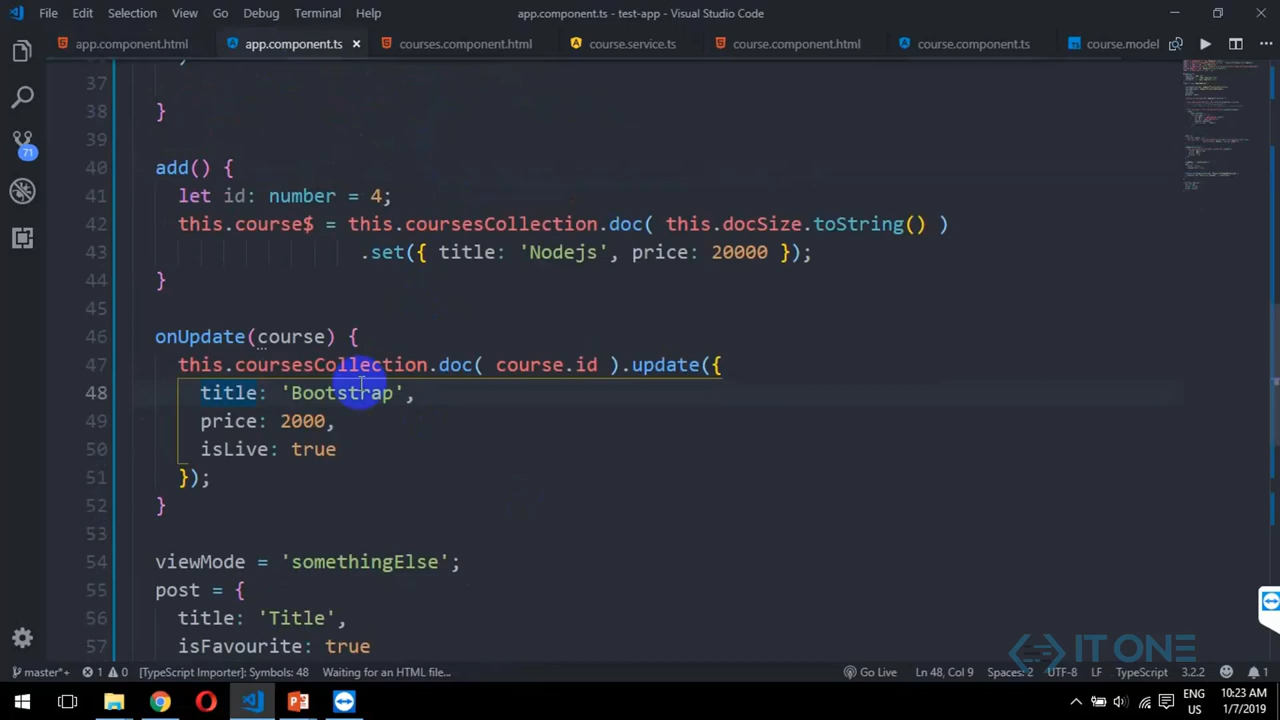 File Edit Selection View Go Debug Terminal Help
app.component.ts - test-app - Visual Studio Code
app.component.html app.component.ts courses.component.html course.service.ts course.component.html course.component.ts course.model
37
38 }
39
40 add() {
41 let id: number = 4;
42 this.course$ = this.coursesCollection.doc( this.docSize.toString() )
43 .set({ title: 'Nodejs', price: 20000 });
44 }
45
46 onUpdate(course) {
47 this.coursesCollection.doc( course.id ).update({
48 title: 'Bootstrap',
49 price: 2000,
50 isLive: true
51 });
52 }
53
54 viewMode = 'somethingElse';
55 post = {
56 title: 'Title',
57 isFavourite: true
71
IT ONE
master*+ 1 0 [TypeScript Importer]: Symbols: 48 Waiting for an HTML file... Go Live Ln 48, Col 9 Spaces: 2 UTF-8 LF TypeScript 3.2.2 1
ENG 10:23 AM
US 1/7/2019